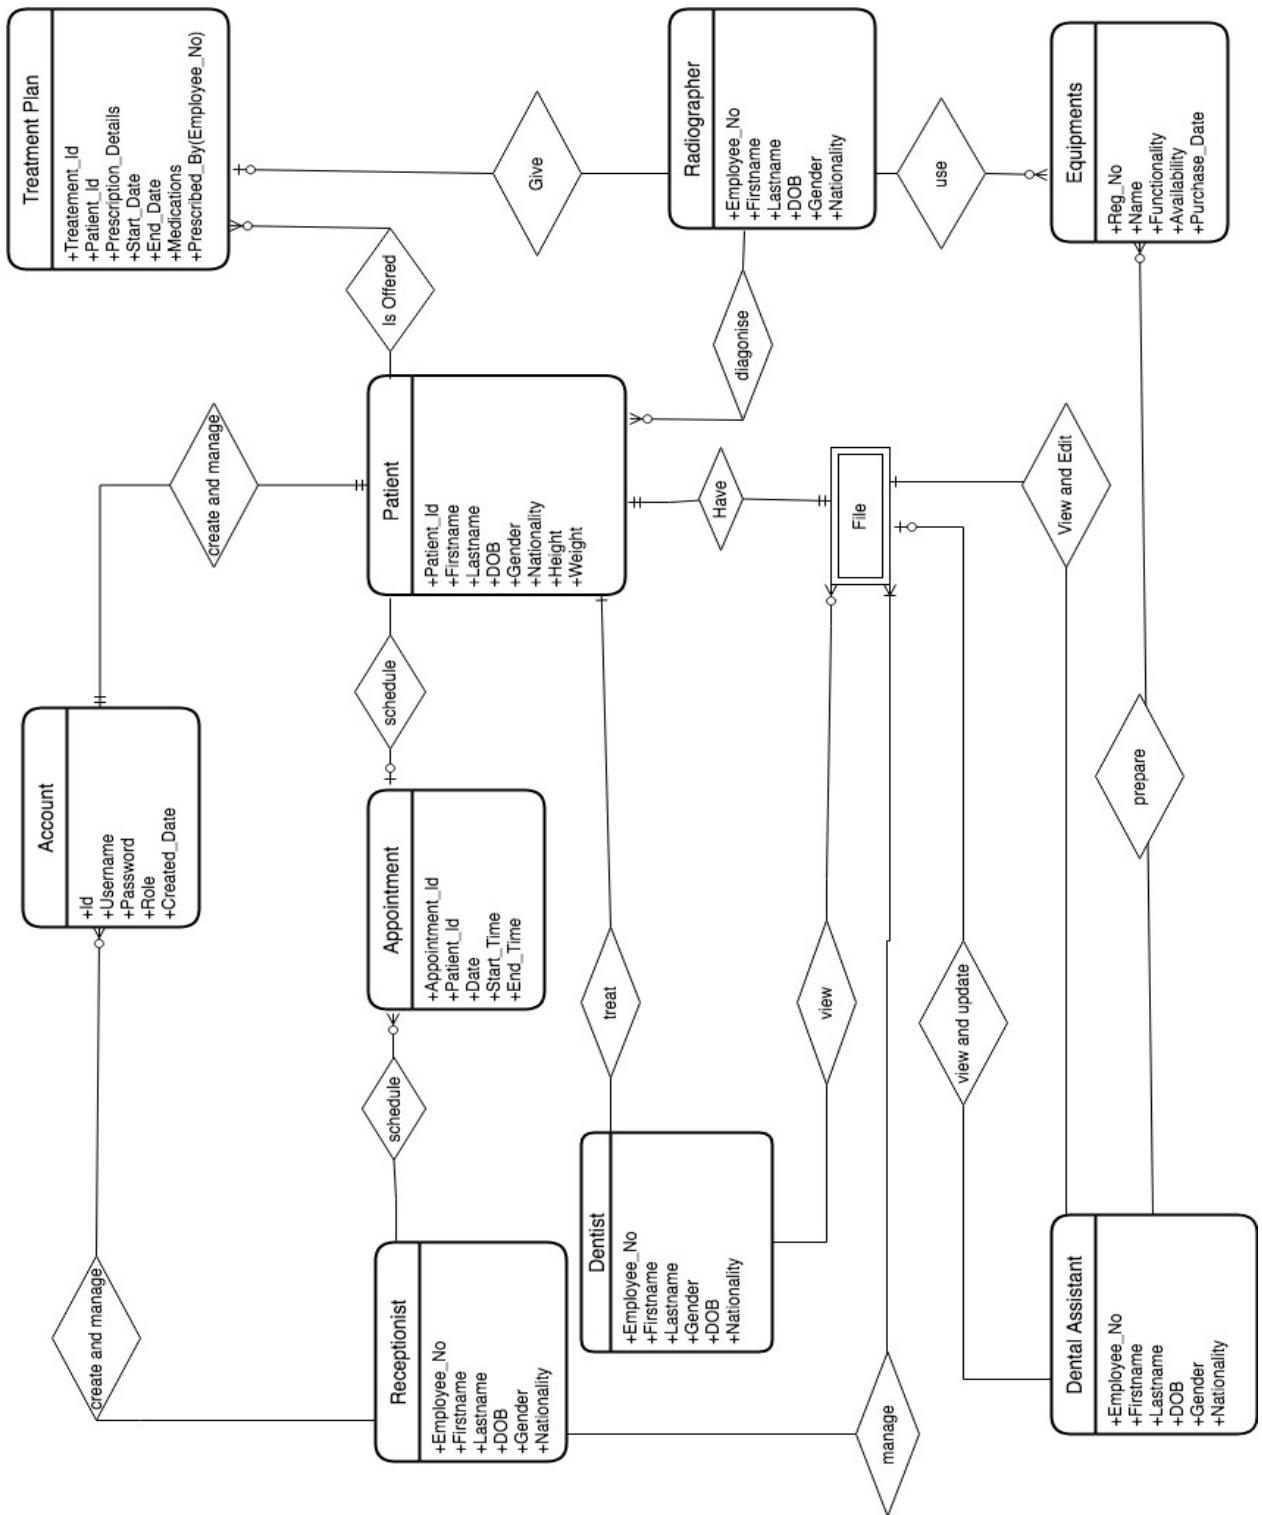 Account
+Id
+Username
+Password
+Role
+Created_Date
create and manage
create and manage
Treatment Plan
+Treatement_Id
+Patient_Id
+Prescription_Details
+Start_Date
+End_Date
+Medications
+Prescribed_By(Employee_No)
Receptionist
+Employee_No
+Firstname
+Lastname
+DOB
+Gender
+Nationality
schedule
Appointment
+Appointment_Id
+Patient_Id
+Date
+Start_Time
+End_Time
schedule
Patient
+Patient_Id
+Firstname
+Lastname
+DOB
+Gender
+Nationality
+Height
+Weight
Is Offered
Give
Dentist
+Employee_No
+Firstname
+Lastname
+Gender
+DOB
+Nationality
treat
Have
diagonise
Radiographer
+Employee_No
+Firstname
+Lastname
+DOB
+Gender
+Nationality
manage
view
File
view and update
View and Edit
use
Dental Assistant
+Employee_No
+Firstname
+Lastname
+DOB
+Gender
+Nationality
prepare
Equipments
+Reg_No
+Name
+Functionality
+Availability
+Purchase_Date